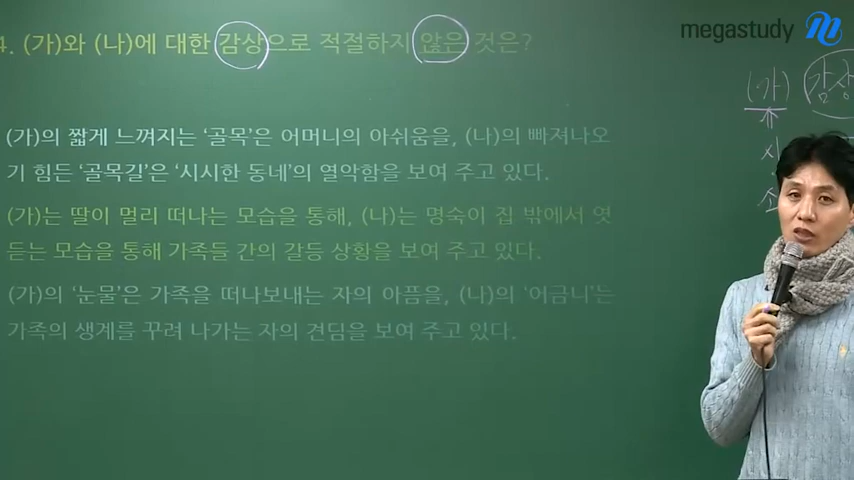 megastudy
4. (가)와 (나)에 대한 감상으로 적절하지 않은 것은?
(가) 감상
(가)의 짧게 느껴지는 '골목'은 어머니의 아쉬움을, (나)의 빠져나오
기 힘든 '골목길'은 '시시한 동네'의 열악함을 보여 주고 있다.
(가)는 딸이 멀리 떠나는 모습을 통해, (나)는 명숙이 집 밖에서 엿
듣는 모습을 통해 가족들 간의 갈등 상황을 보여 주고 있다.
(가)의 '눈물'은 가족을 떠나보내는 자의 아픔을, (나)의 '어금니'는
가족의 생계를 꾸려 나가는 자의 견딤을 보여 주고 있다.